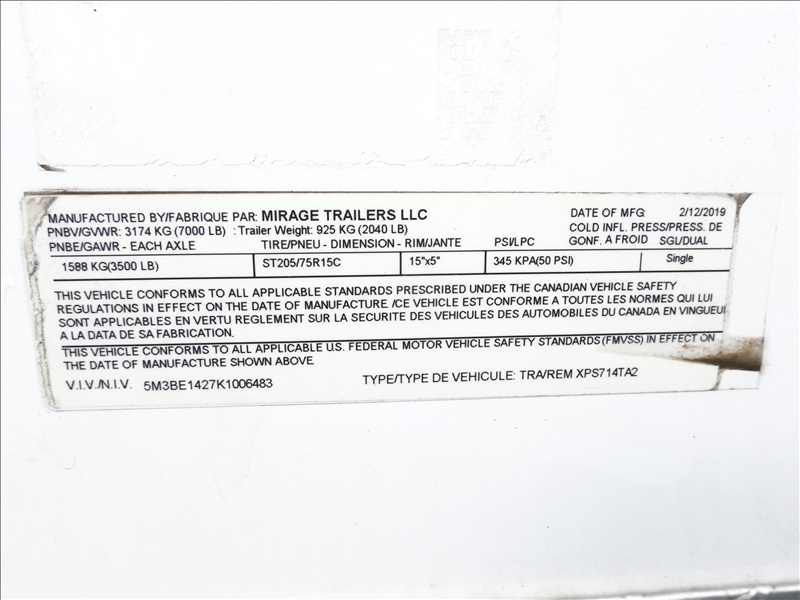 MANUFACTURED BY/FABRIQUE PAR: MIRAGE TRAILERS LLC DATE OF MFG 2/12/2019
PNBV/GVWR: 3174 KG (7000 LB) : Trailer Weight: 925 KG (2040 LB) COLD INFL. PRESS/PRESS. DE
PNBE/GAWR - EACH AXLE TIRE/PNEU - DIMENSION - RIM/JANTE PSI/LPC GONF. A FROID SGL/DUAL
1588 KG(3500 LB) ST205/75R15C 15"x5" 345 KPA(50 PSI) Single
THIS VEHICLE CONFORMS TO ALL APPLICABLE STANDARDS PRESCRIBED UNDER THE CANADIAN VEHICLE SAFETY
REGULATIONS IN EFFECT ON THE DATE OF MANUFACTURE /CE VEHICLE EST CONFORME A TOUTES LES NORMES QUI LUI
SONT APPLICABLES EN VERTU REGLEMENT SUR LA SECURITE DES VEHICULES DES AUTOMOBILES DU CANADA EN VINGUEUI
A LA DATA DE SA FABRICATION.
THIS VEHICLE CONFORMS TO ALL APPLICABLE U.S. FEDERAL MOTOR VEHICLE SAFETY STANDARDS (FMVSS) IN EFFECT ON
THE DATE OF MANUFACTURE SHOWN ABOVE
V.I.V./N.I.V. 5M3BE1427K1006483 TYPE/TYPE DE VEHICULE: TRA/REM XPS714TA2